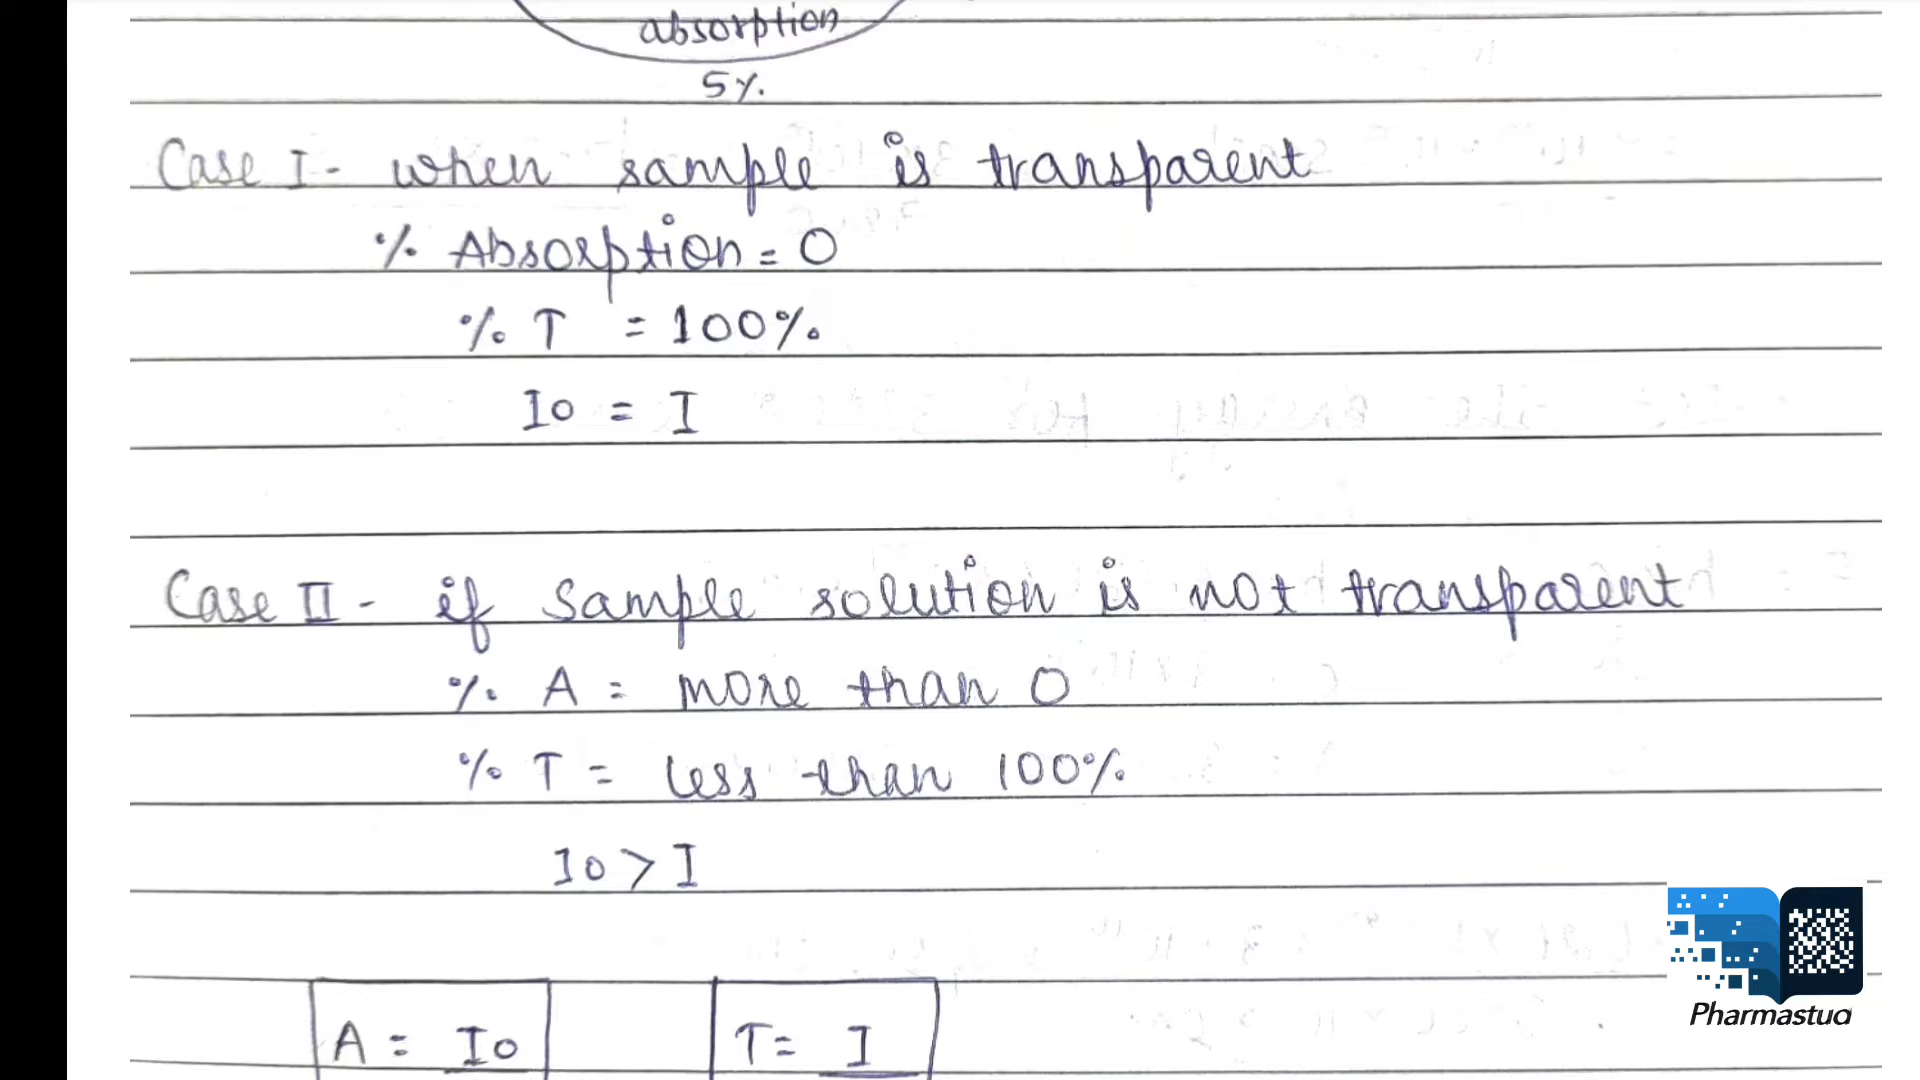 absorption
5%.
Case I - when sample is transparent
% Absorption = 0
% T = 100%.
Io = I
Case II - if sample solution is not transparent
% A = more than 0
% T = less than 100%.
Io > I
A = Io
T = I
Pharmastud